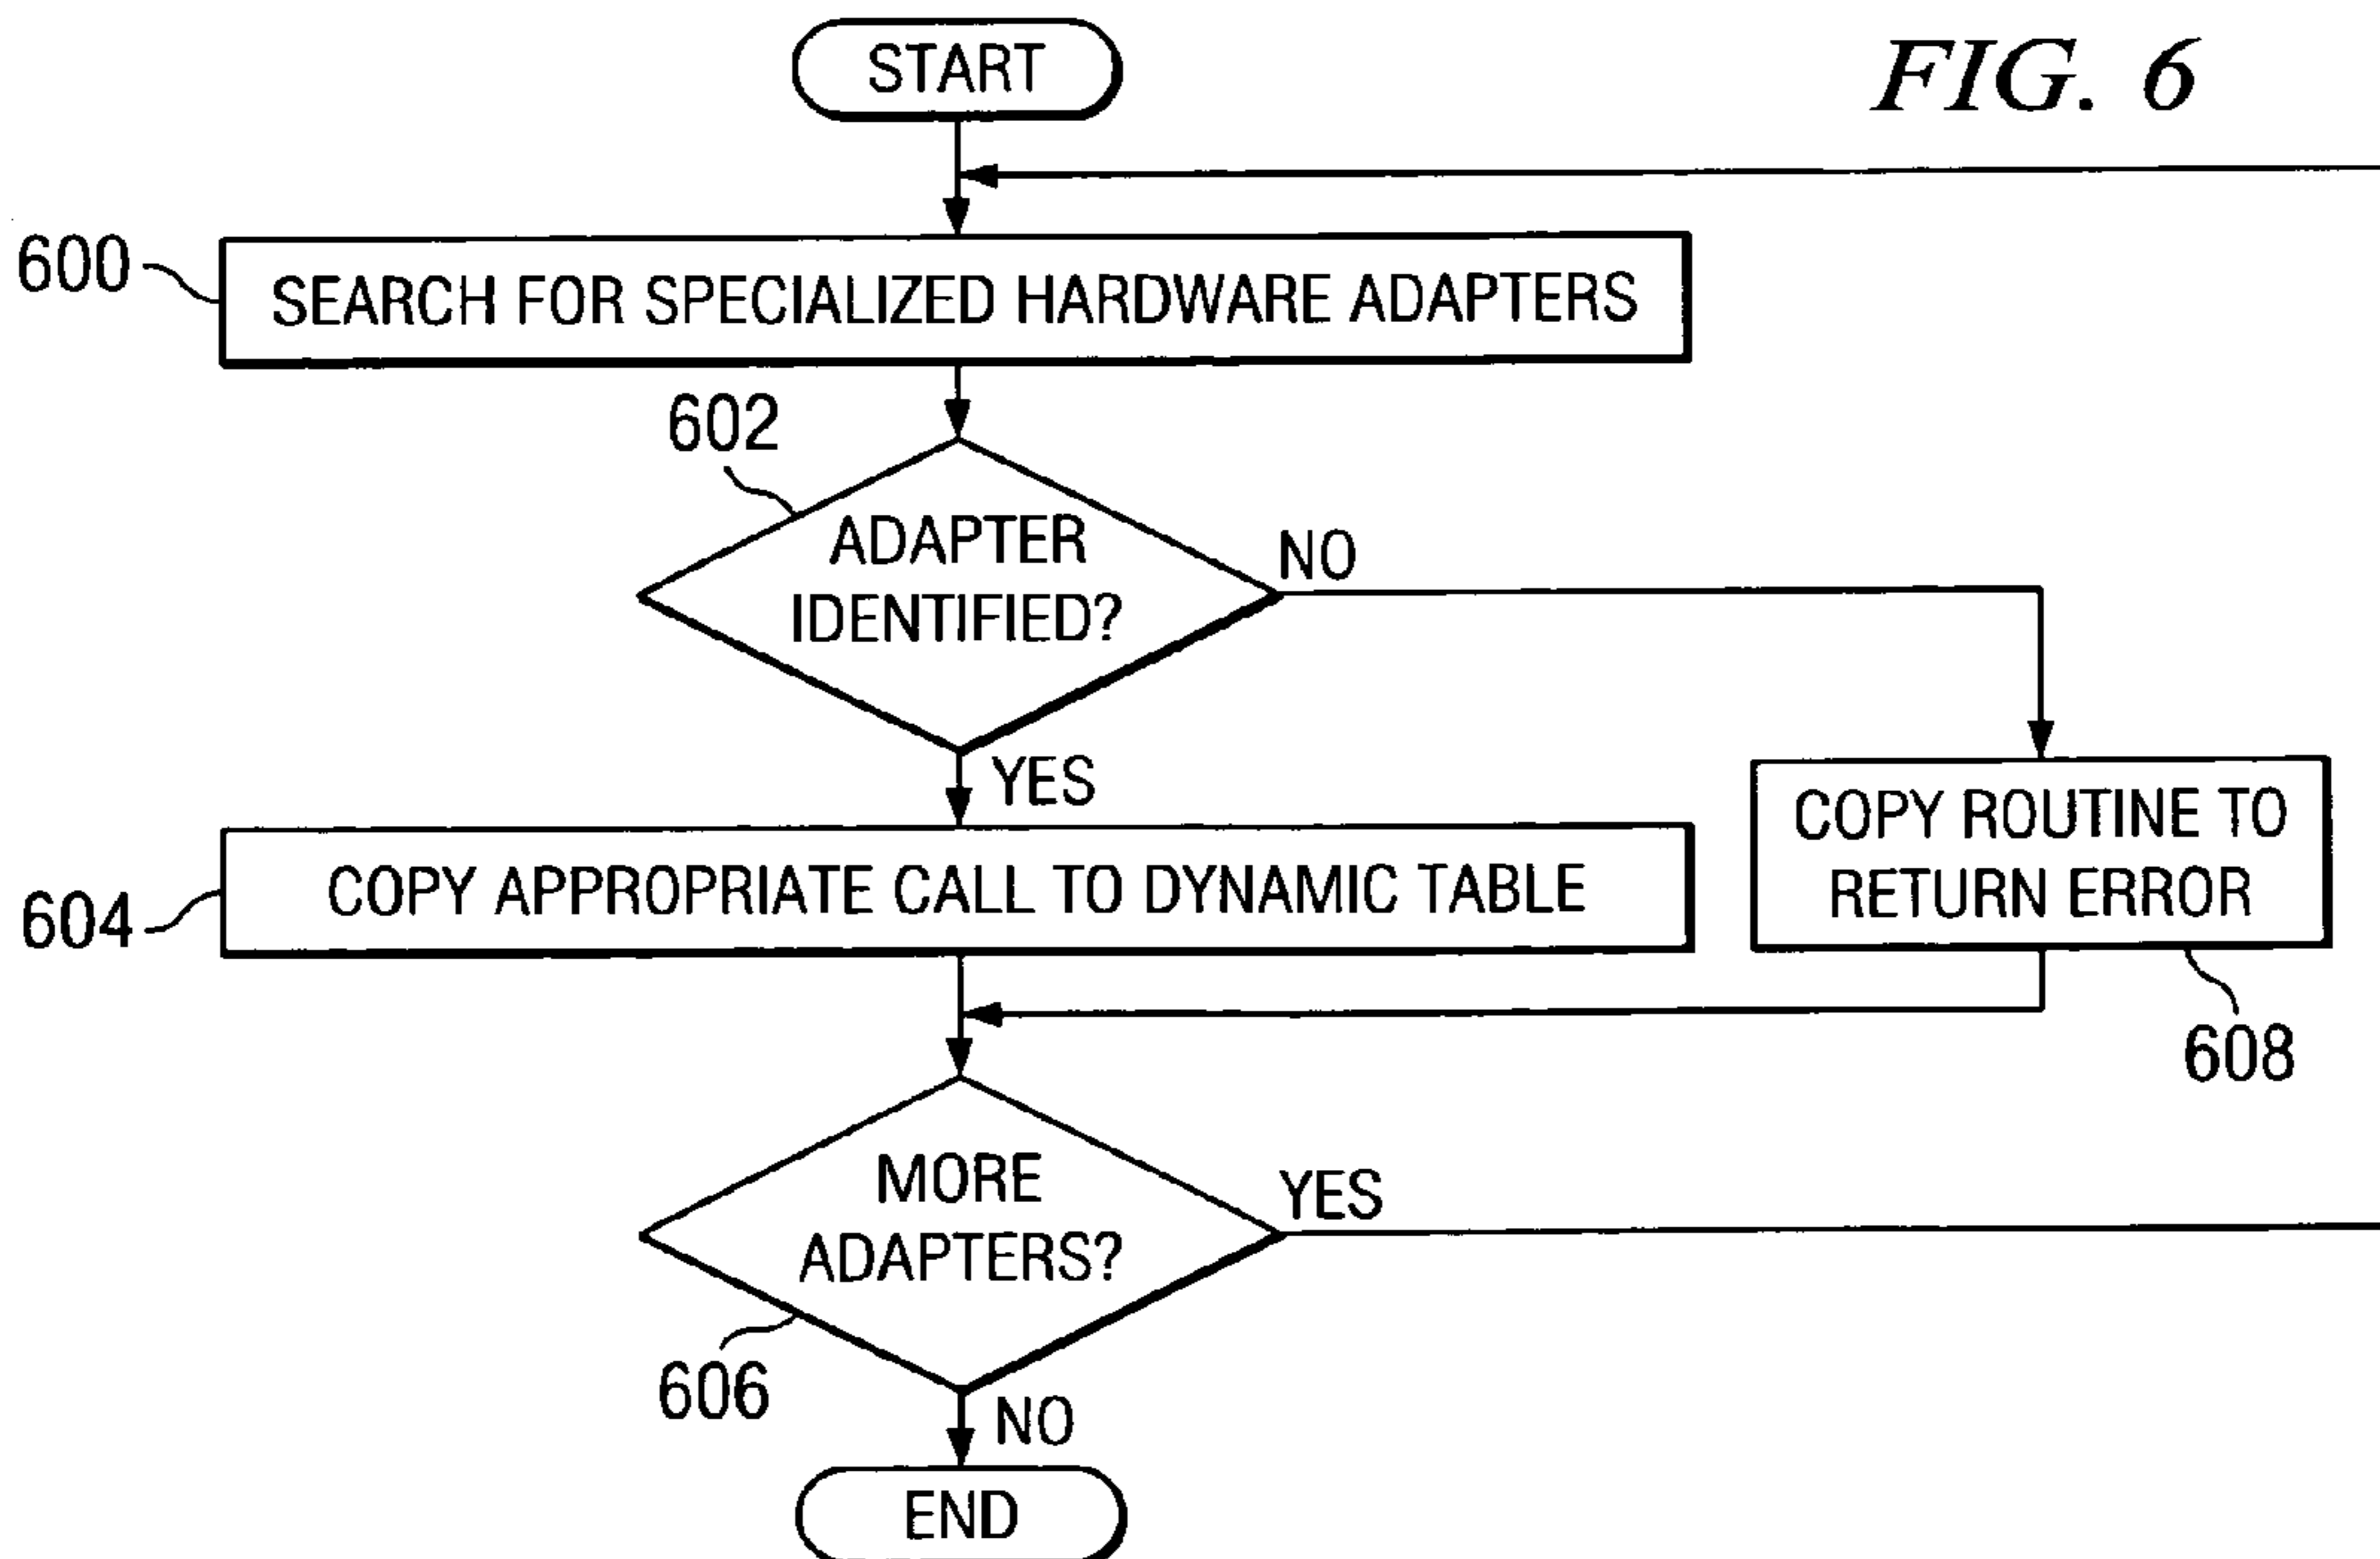 START
FIG. 6
600
SEARCH FOR SPECIALIZED HARDWARE ADAPTERS
602
ADAPTER
IDENTIFIED?
NO
YES
COPY ROUTINE TO
RETURN ERROR
604
COPY APPROPRIATE CALL TO DYNAMIC TABLE
608
MORE
ADAPTERS?
YES
606
NO
END